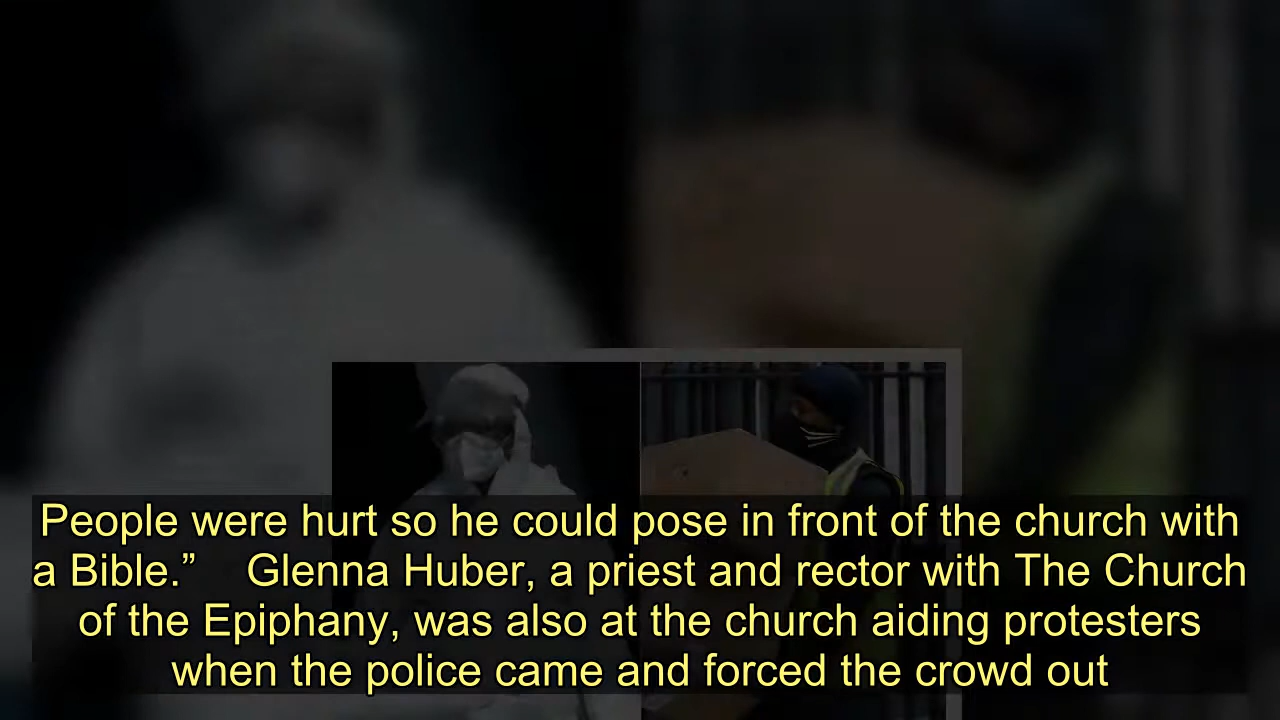 People were hurt so he could pose in front of the church with
a Bible.”    Glenna Huber, a priest and rector with The Church
of the Epiphany, was also at the church aiding protesters
when the police came and forced the crowd out